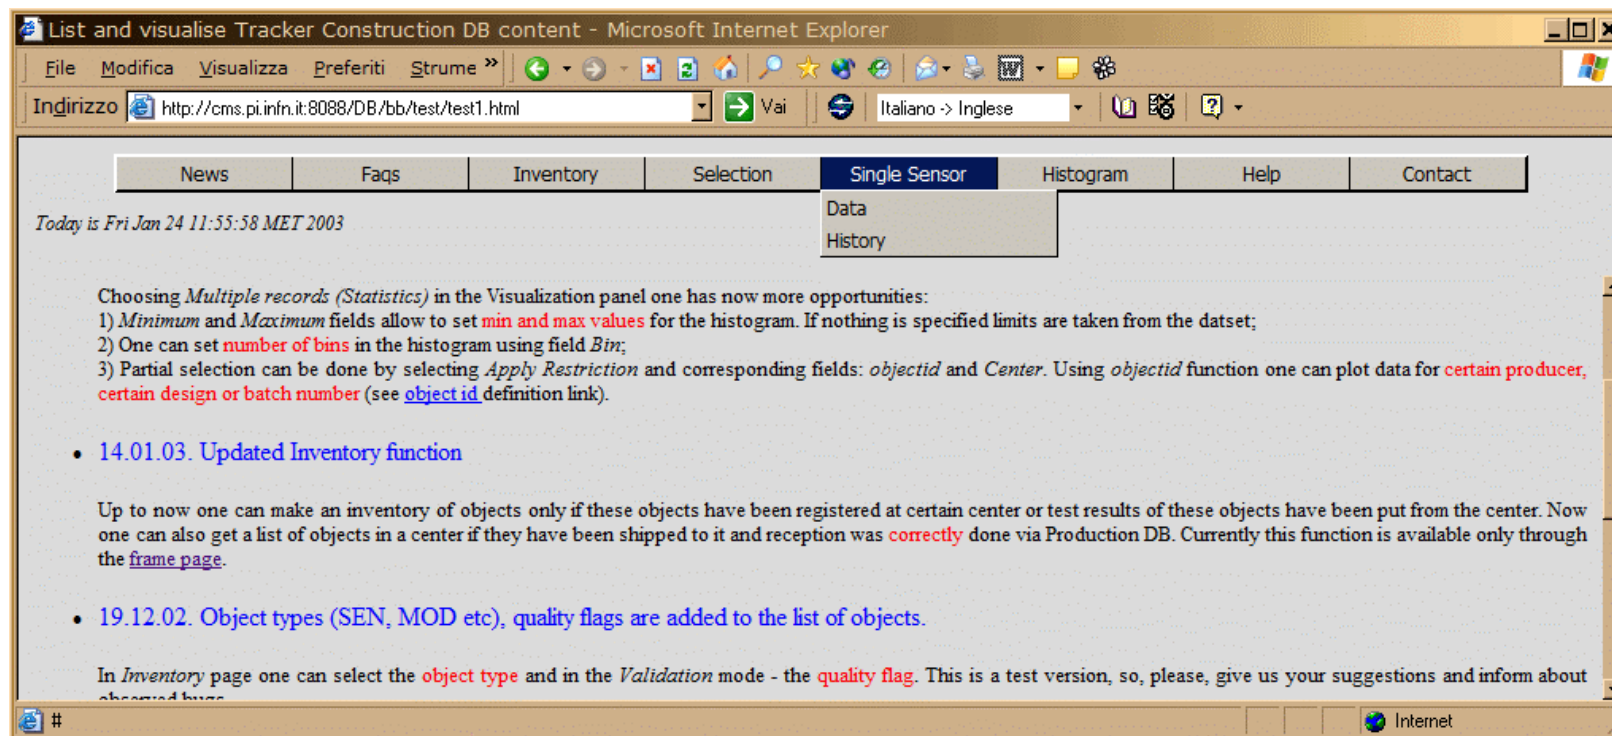 List and visualise Tracker Construction DB content - Microsoft Internet Explorer
File Modifica Visualizza Preferiti Strume »
Indirizzo http://cms.pi.infn.it:8088/DB/bb/test/test1.html Vai Italiano -> Inglese
News Faqs Inventory Selection Single Sensor Histogram Help Contact
Data
Today is Fri Jan 24 11:55:58 MET 2003
History
Choosing Multiple records (Statistics) in the Visualization panel one has now more opportunities:
1) Minimum and Maximum fields allow to set min and max values for the histogram. If nothing is specified limits are taken from the datset;
2) One can set number of bins in the histogram using field Bin;
3) Partial selection can be done by selecting Apply Restriction and corresponding fields: objectid and Center. Using objectid function one can plot data for certain producer,
certain design or batch number (see object id definition link).
• 14.01.03. Updated Inventory function
Up to now one can make an inventory of objects only if these objects have been registered at certain center or test results of these objects have been put from the center. Now
one can also get a list of objects in a center if they have been shipped to it and reception was correctly done via Production DB. Currently this function is available only through
the frame page.
• 19.12.02. Object types (SEN, MOD etc), quality flags are added to the list of objects.
In Inventory page one can select the object type and in the Validation mode - the quality flag. This is a test version, so, please, give us your suggestions and inform about
observed bugs
# Internet